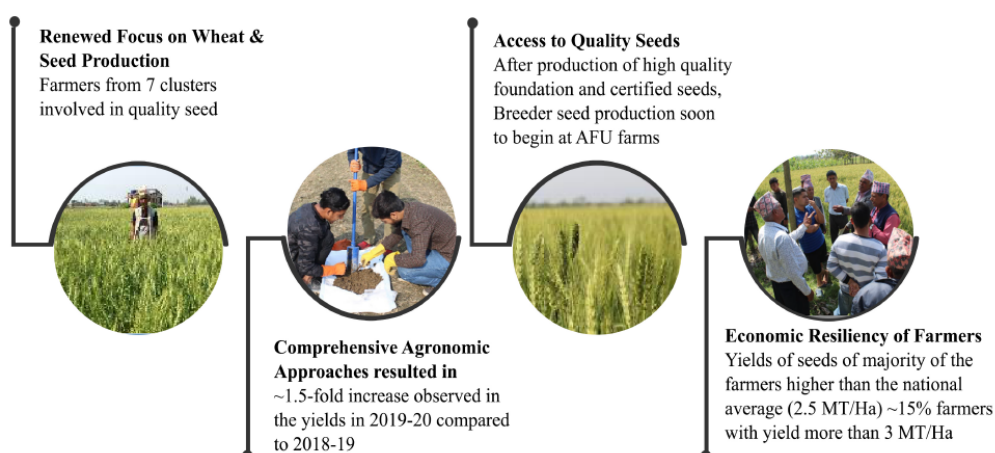 Renewed Focus on Wheat &
Seed Production
Farmers from 7 clusters
involved in quality seed
Comprehensive Agronomic
Approaches resulted in
~1.5-fold increase observed in
the yields in 2019-20 compared
to 2018-19
Access to Quality Seeds
After production of high quality
foundation and certified seeds,
Breeder seed production soon
to begin at AFU farms
Economic Resiliency of Farmers
Yields of seeds of majority of the
farmers higher than the national
average (2.5 MT/Ha) ~15% farmers
with yield more than 3 MT/Ha